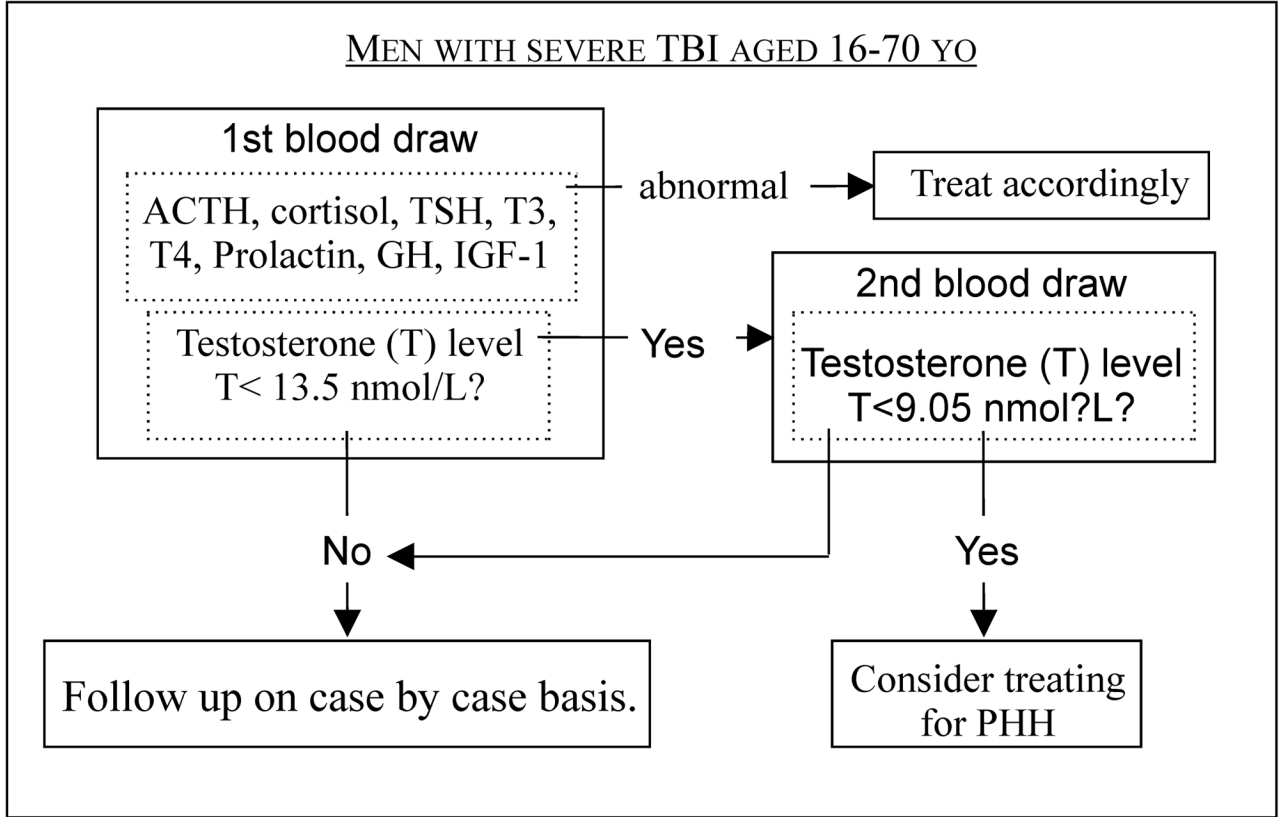 MEN WITH SEVERE TBI AGED 16-70 YO
1st blood draw
ACTH, cortisol, TSH, T3,
T4, Prolactin, GH, IGF-1
abnormal
Treat accordingly
Testosterone (T) level
T< 13.5 nmol/L?
Yes
2nd blood draw
Testosterone (T) level
T<9.05 nmol?L?
No
Yes
Follow up on case by case basis.
Consider treating
for PHH